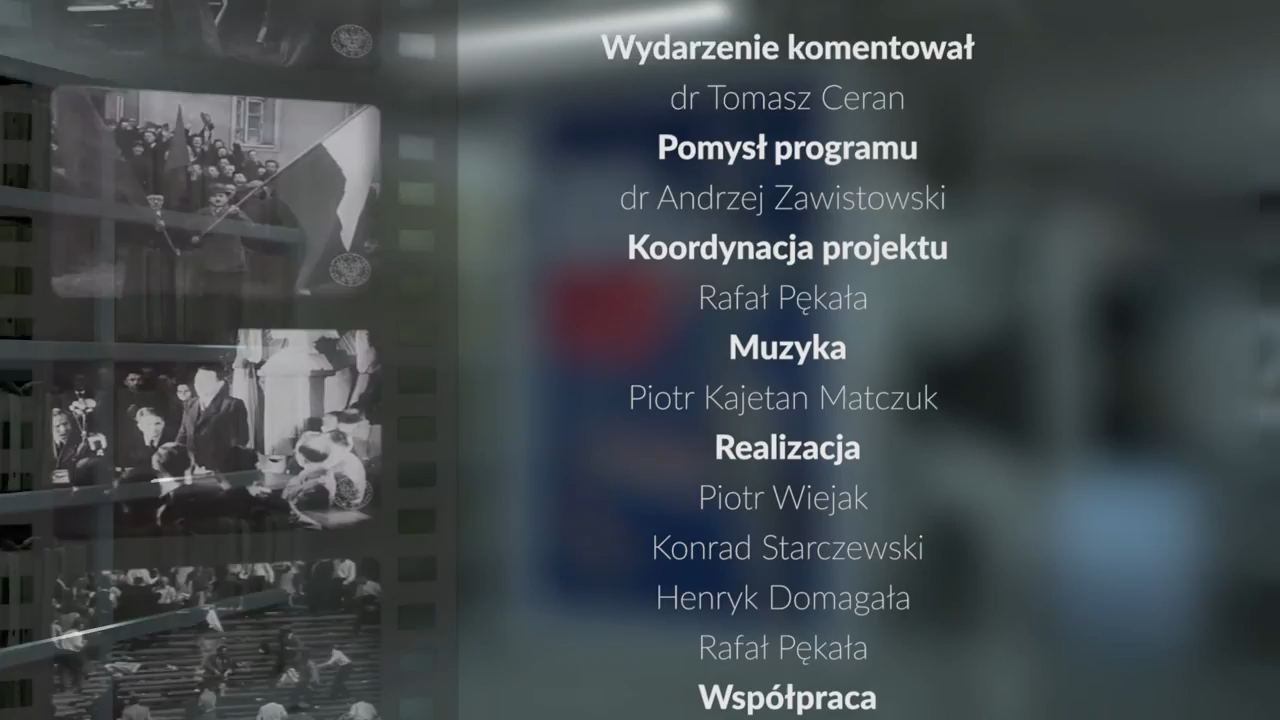 Wydarzenie komentował
dr Tomasz Ceran
Pomysł programu
dr Andrzej Zawistowski
Koordynacja projektu
Rafał Pękała
Muzyka
Piotr Kajetan Matczuk
Realizacja
Piotr Wiejak
Konrad Starczewski
Henryk Domagała
Rafał Pękała
Współpraca